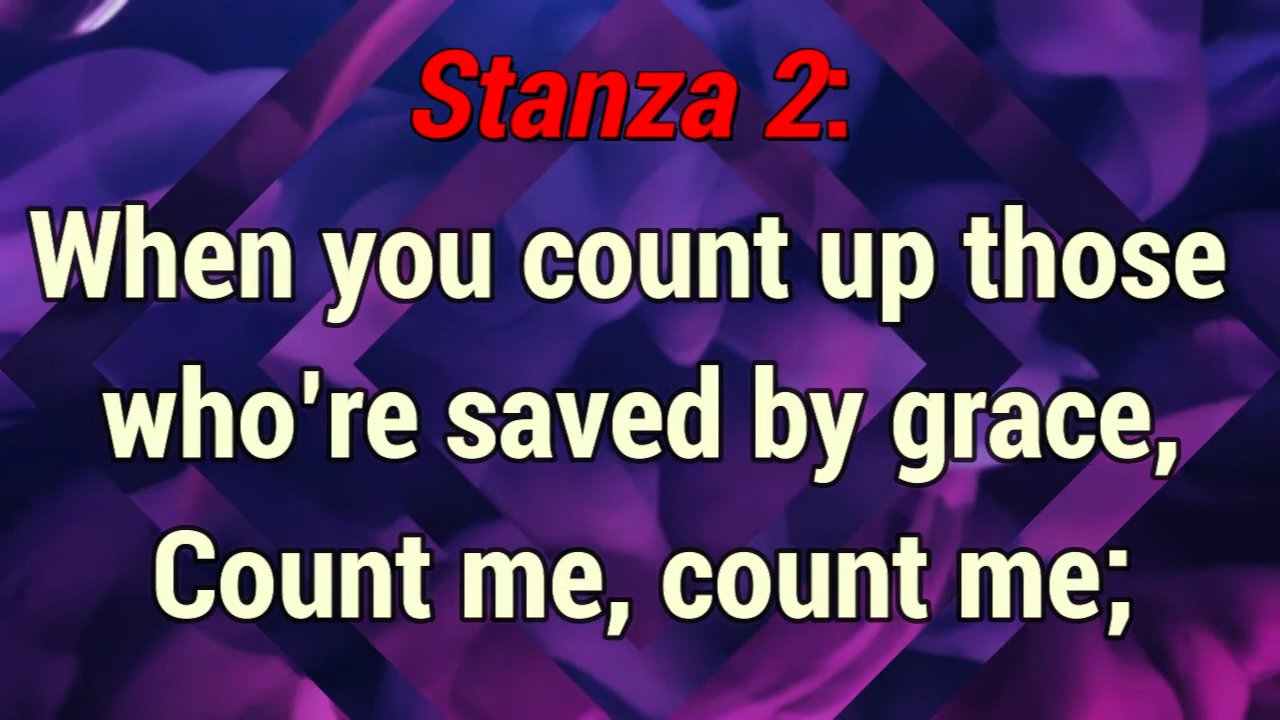 Stanza 2:
When you count up those
who're saved by grace,
Count me, count me;